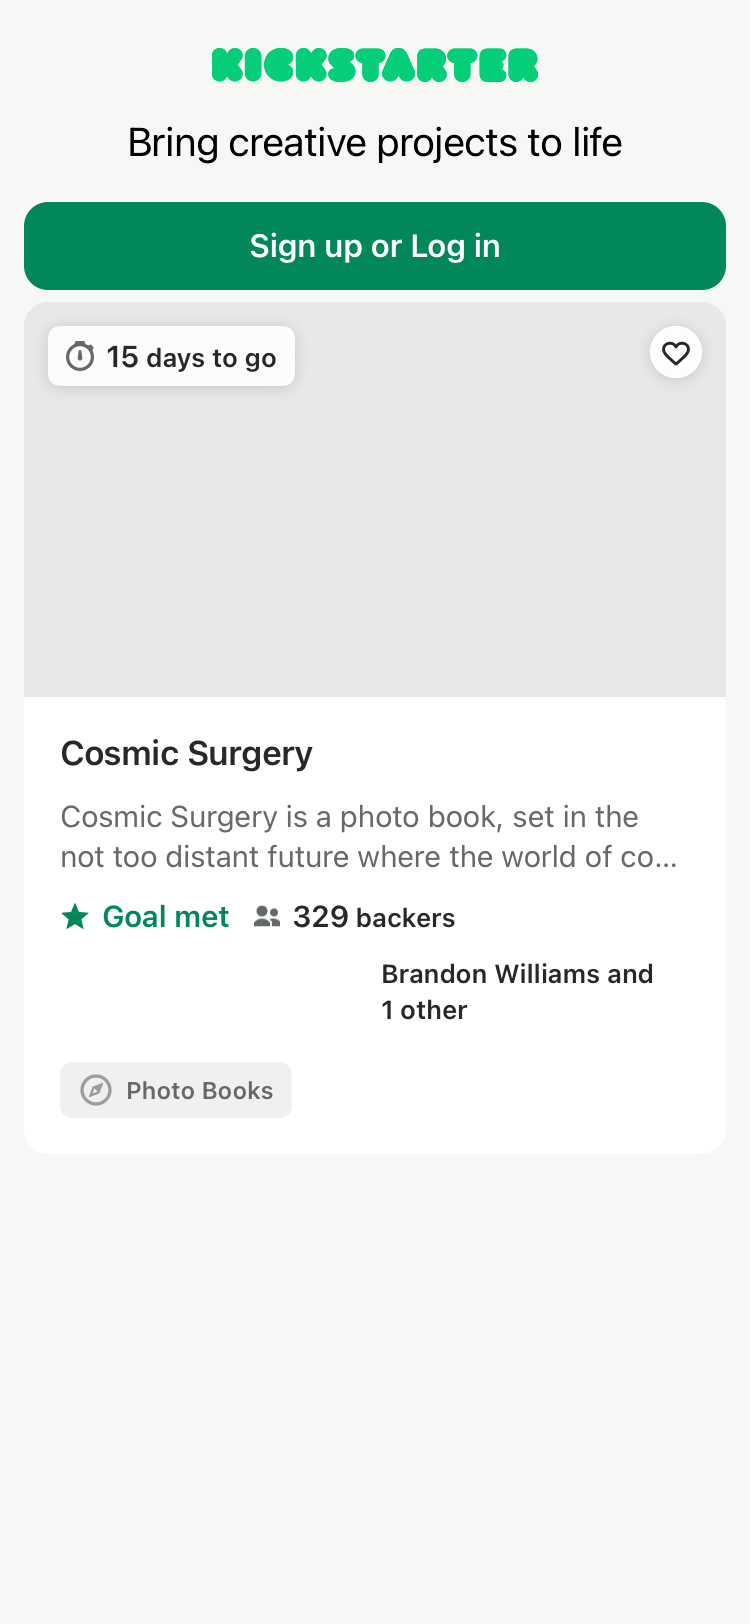 KICKSTARTER
Bring creative projects to life
Sign up or Log in
15 days to go
Cosmic Surgery
Cosmic Surgery is a photo book, set in the
not too distant future where the world of co...
Goal met 329 backers
Brandon Williams and
1 other
Photo Books